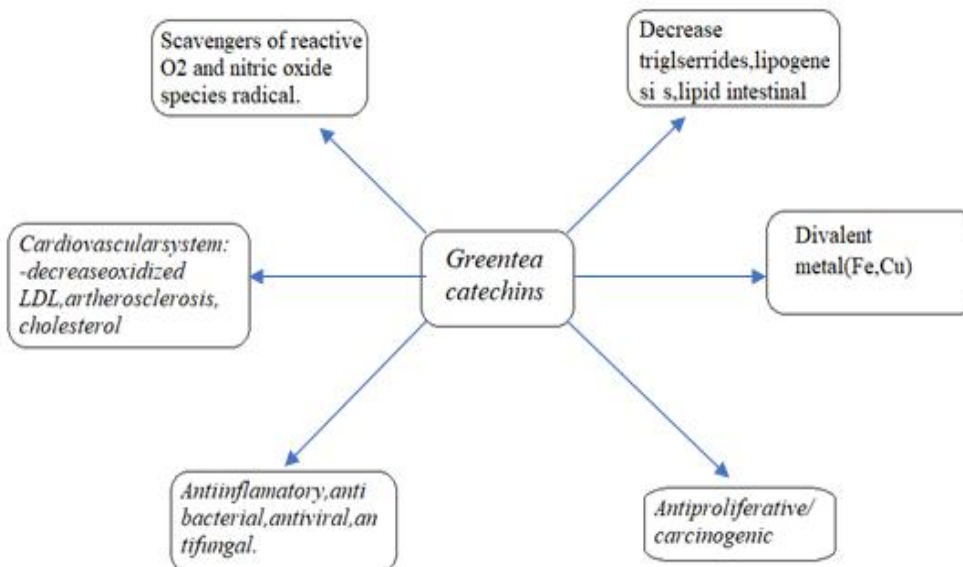 Scavengers of reactive
O2 and nitric oxide
species radical.
Decrease
triglserrides,lipogene
si s,lipid intestinal
Cardiovascularsystem:
-decreaseoxidized
LDL,artherosclerosis,
cholesterol
Greentea
catechins
Divalent
metal(Fe,Cu)
Antiinflamatory,anti
bacterial,antiviral,an
tifungal.
Antiproliferative/
carcinogenic